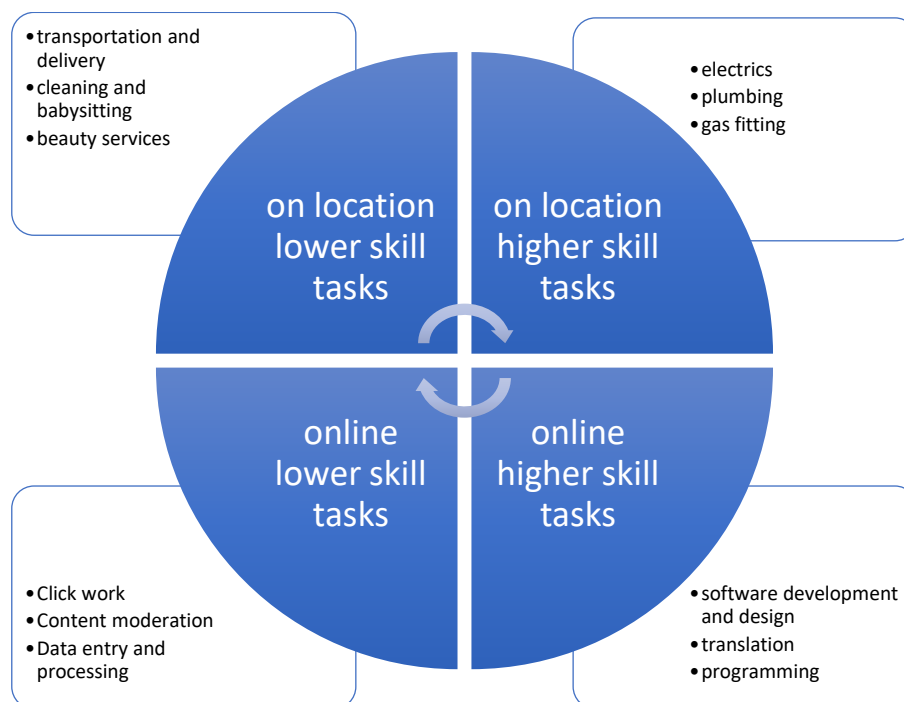 •transportation and
delivery
•cleaning and
babysitting
•beauty services
•electrics
•plumbing
•gas fitting
on location
lower skill
tasks
on location
higher skill
tasks
online
lower skill
tasks
online
higher skill
tasks
•Click work
•Content moderation
•Data entry and
processing
•software development
and design
•translation
•programming